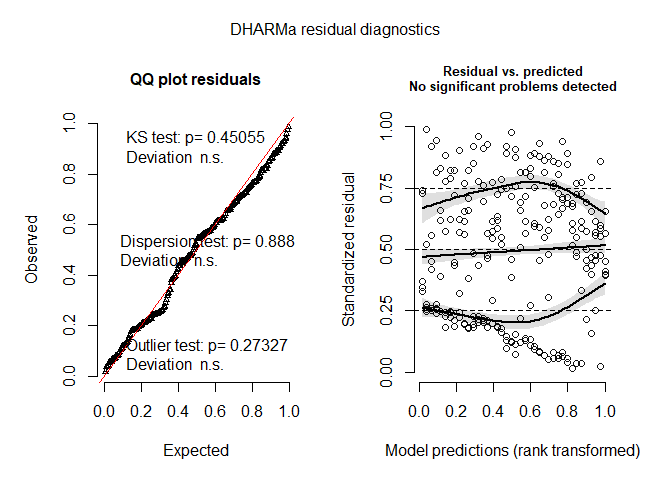 DHARMa residual diagnostics
QQ plot residuals
KS test: p= 0.45055
Deviation n.s.
Dispersion test: p= 0.888
Deviation n.s.
Outlier test: p= 0.27327
Deviation n.s.
Observed
0.0 0.2 0.4 0.6 0.8 1.0
0.0 0.2 0.4 0.6 0.8 1.0
Expected
Residual vs. predicted
No significant problems detected
Standardized residual
0.00 0.25 0.50 0.75 1.00
0.0 0.2 0.4 0.6 0.8 1.0
Model predictions (rank transformed)